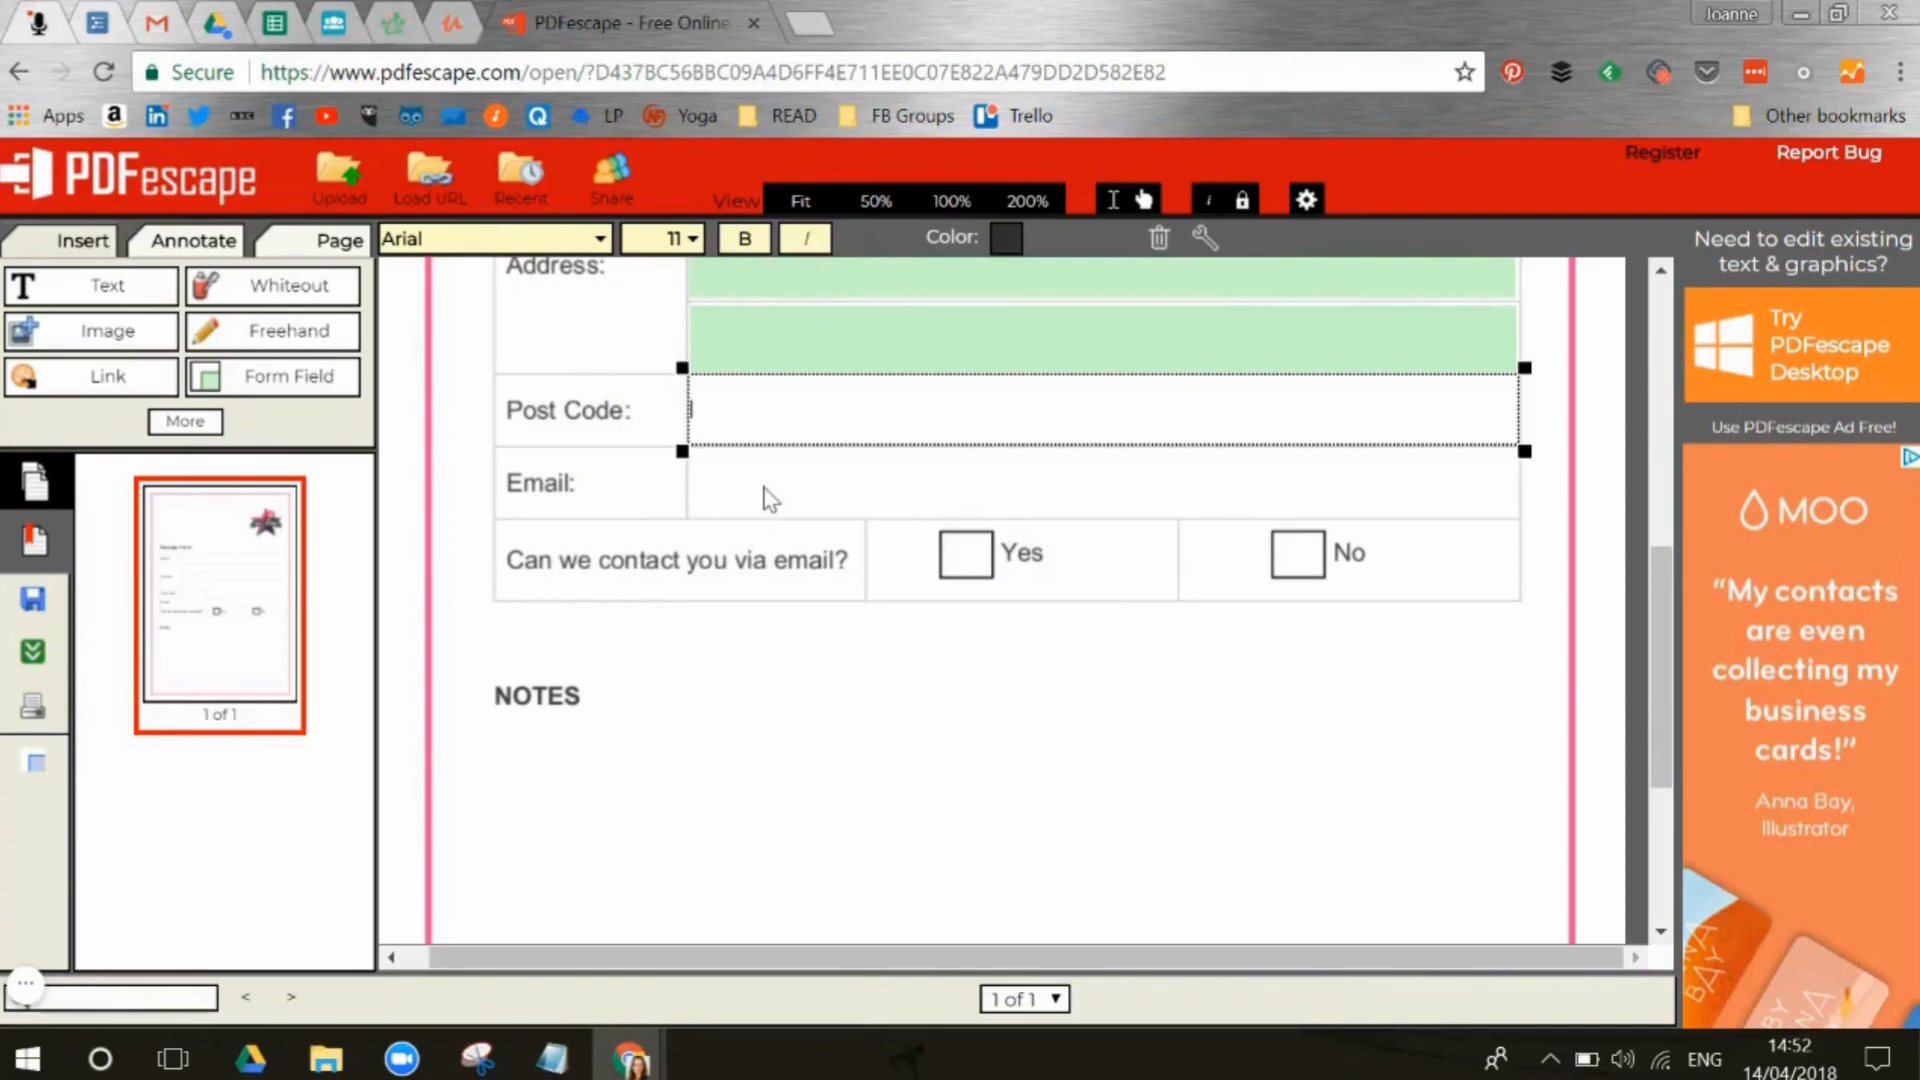 Joanne
PDFescape - Free Online
Secure
https://www.pdfescape.com/open/?D437BC56BBC09A4D6FF4E711EE0C07E822A479DD2D582E82
Apps
LP
Yoga
READ
FB Groups
Trello
Other bookmarks
PDFescape
Upload
Load URL
Recent
Share
View
Fit
50%
100%
200%
Register
Report Bug
Insert
Annotate
Page
Arial
11
B
I
Color:
Need to edit existing
text & graphics?
Text
Whiteout
Image
Freehand
Link
Form Field
More
Try
PDFescape
Desktop
Use PDFescape Ad Free!
Address:
Post Code:
Email:
Can we contact you via email?
Yes
No
NOTES
1 of 1
MOO
“My contacts
are even
collecting my
business
cards!”
Anna Bay,
Illustrator
< >
1 of 1
ENG
14:52
14/04/2018